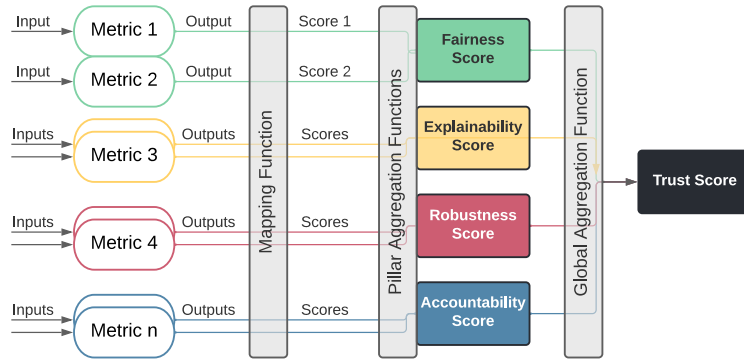 Input
Metric 1
Output
Score 1
Input
Metric 2
Output
Score 2
Inputs
Metric 3
Outputs
Scores
Inputs
Metric 4
Outputs
Scores
Inputs
Metric n
Outputs
Scores
Mapping Function
Pillar Aggregation Functions
Fairness
Score
Explainability
Score
Robustness
Score
Accountability
Score
Global Aggregation Function
Trust Score